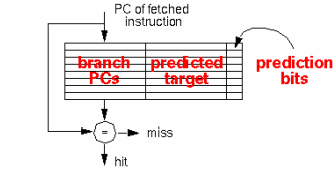 PC of fetched
instruction
branch predicted prediction
PCs target bits
= miss
hit